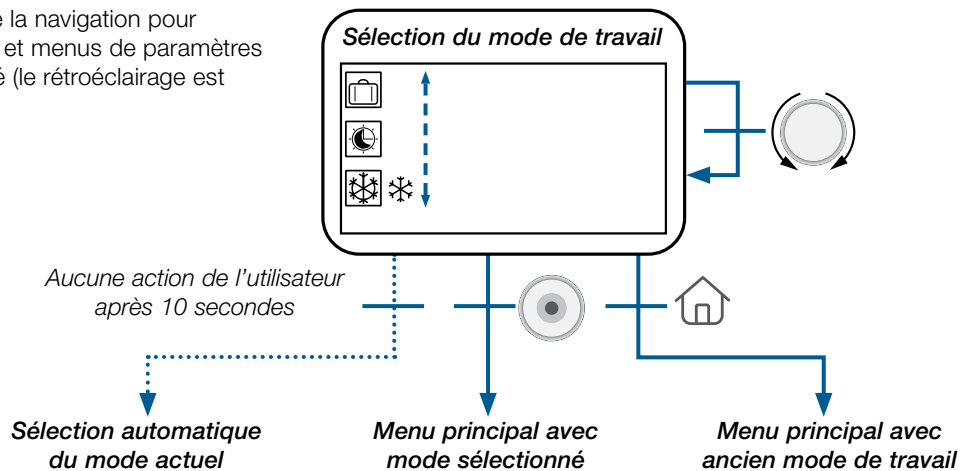 la navigation pour
et menus de paramètres
(le rétroéclairage est
Sélection du mode de travail
Aucune action de l’utilisateur
après 10 secondes
Sélection automatique
du mode actuel
Menu principal avec
mode sélectionné
Menu principal avec
ancien mode de travail